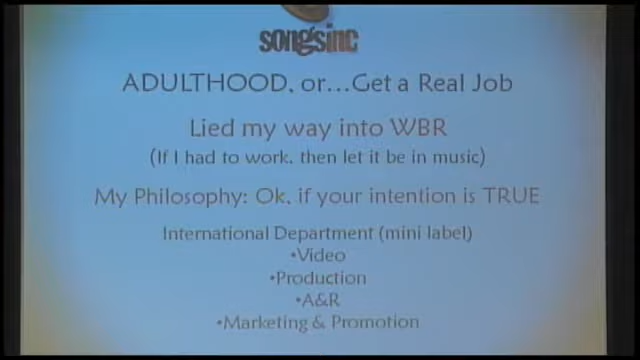 songsinc
ADULTHOOD, or...Get a Real Job
Lied my way into WBR
(If I had to work, then let it be in music)
My Philosophy: Ok, if your intention is TRUE
International Department (mini label)
•Video
•Production
•A&R
•Marketing & Promotion